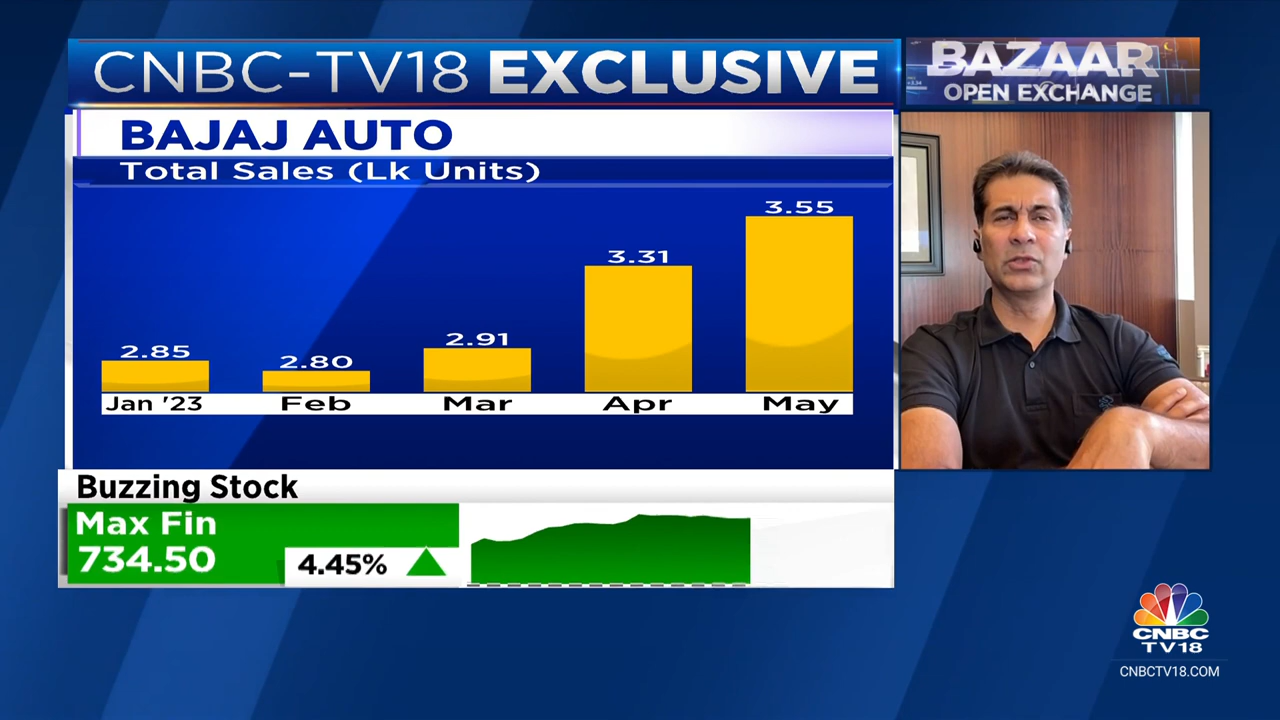 CNBC-TV18 EXCLUSIVE
BAZAAR
OPEN EXCHANGE
BAJAJ AUTO
Total Sales (Lk Units)
2.85
2.80
2.91
3.31
3.55
Jan '23
Feb
Mar
Apr
May
Buzzing Stock
Max Fin
734.50
4.45%
CNBC
TV18
CNBCTV18.COM